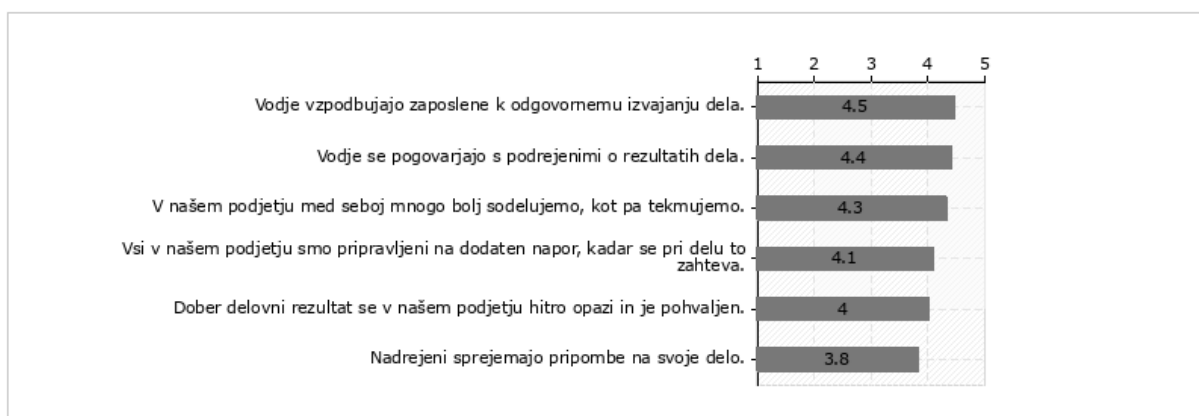 1 2 3 4 5
Vodje vzpodbujajo zaposlene k odgovornemu izvajanju dela. 4.5
Vodje se pogovarjajo s podrejenimi o rezultatih dela. 4.4
V našem podjetju med seboj mnogo bolj sodelujemo, kot pa tekmujemo. 4.3
Vsi v našem podjetju smo pripravljeni na dodaten napor, kadar se pri delu to
zahteva. 4.1
Dober delovni rezultat se v našem podjetju hitro opazi in je pohvaljen. 4
Nadrejeni sprejemajo pripombe na svoje delo. 3.8